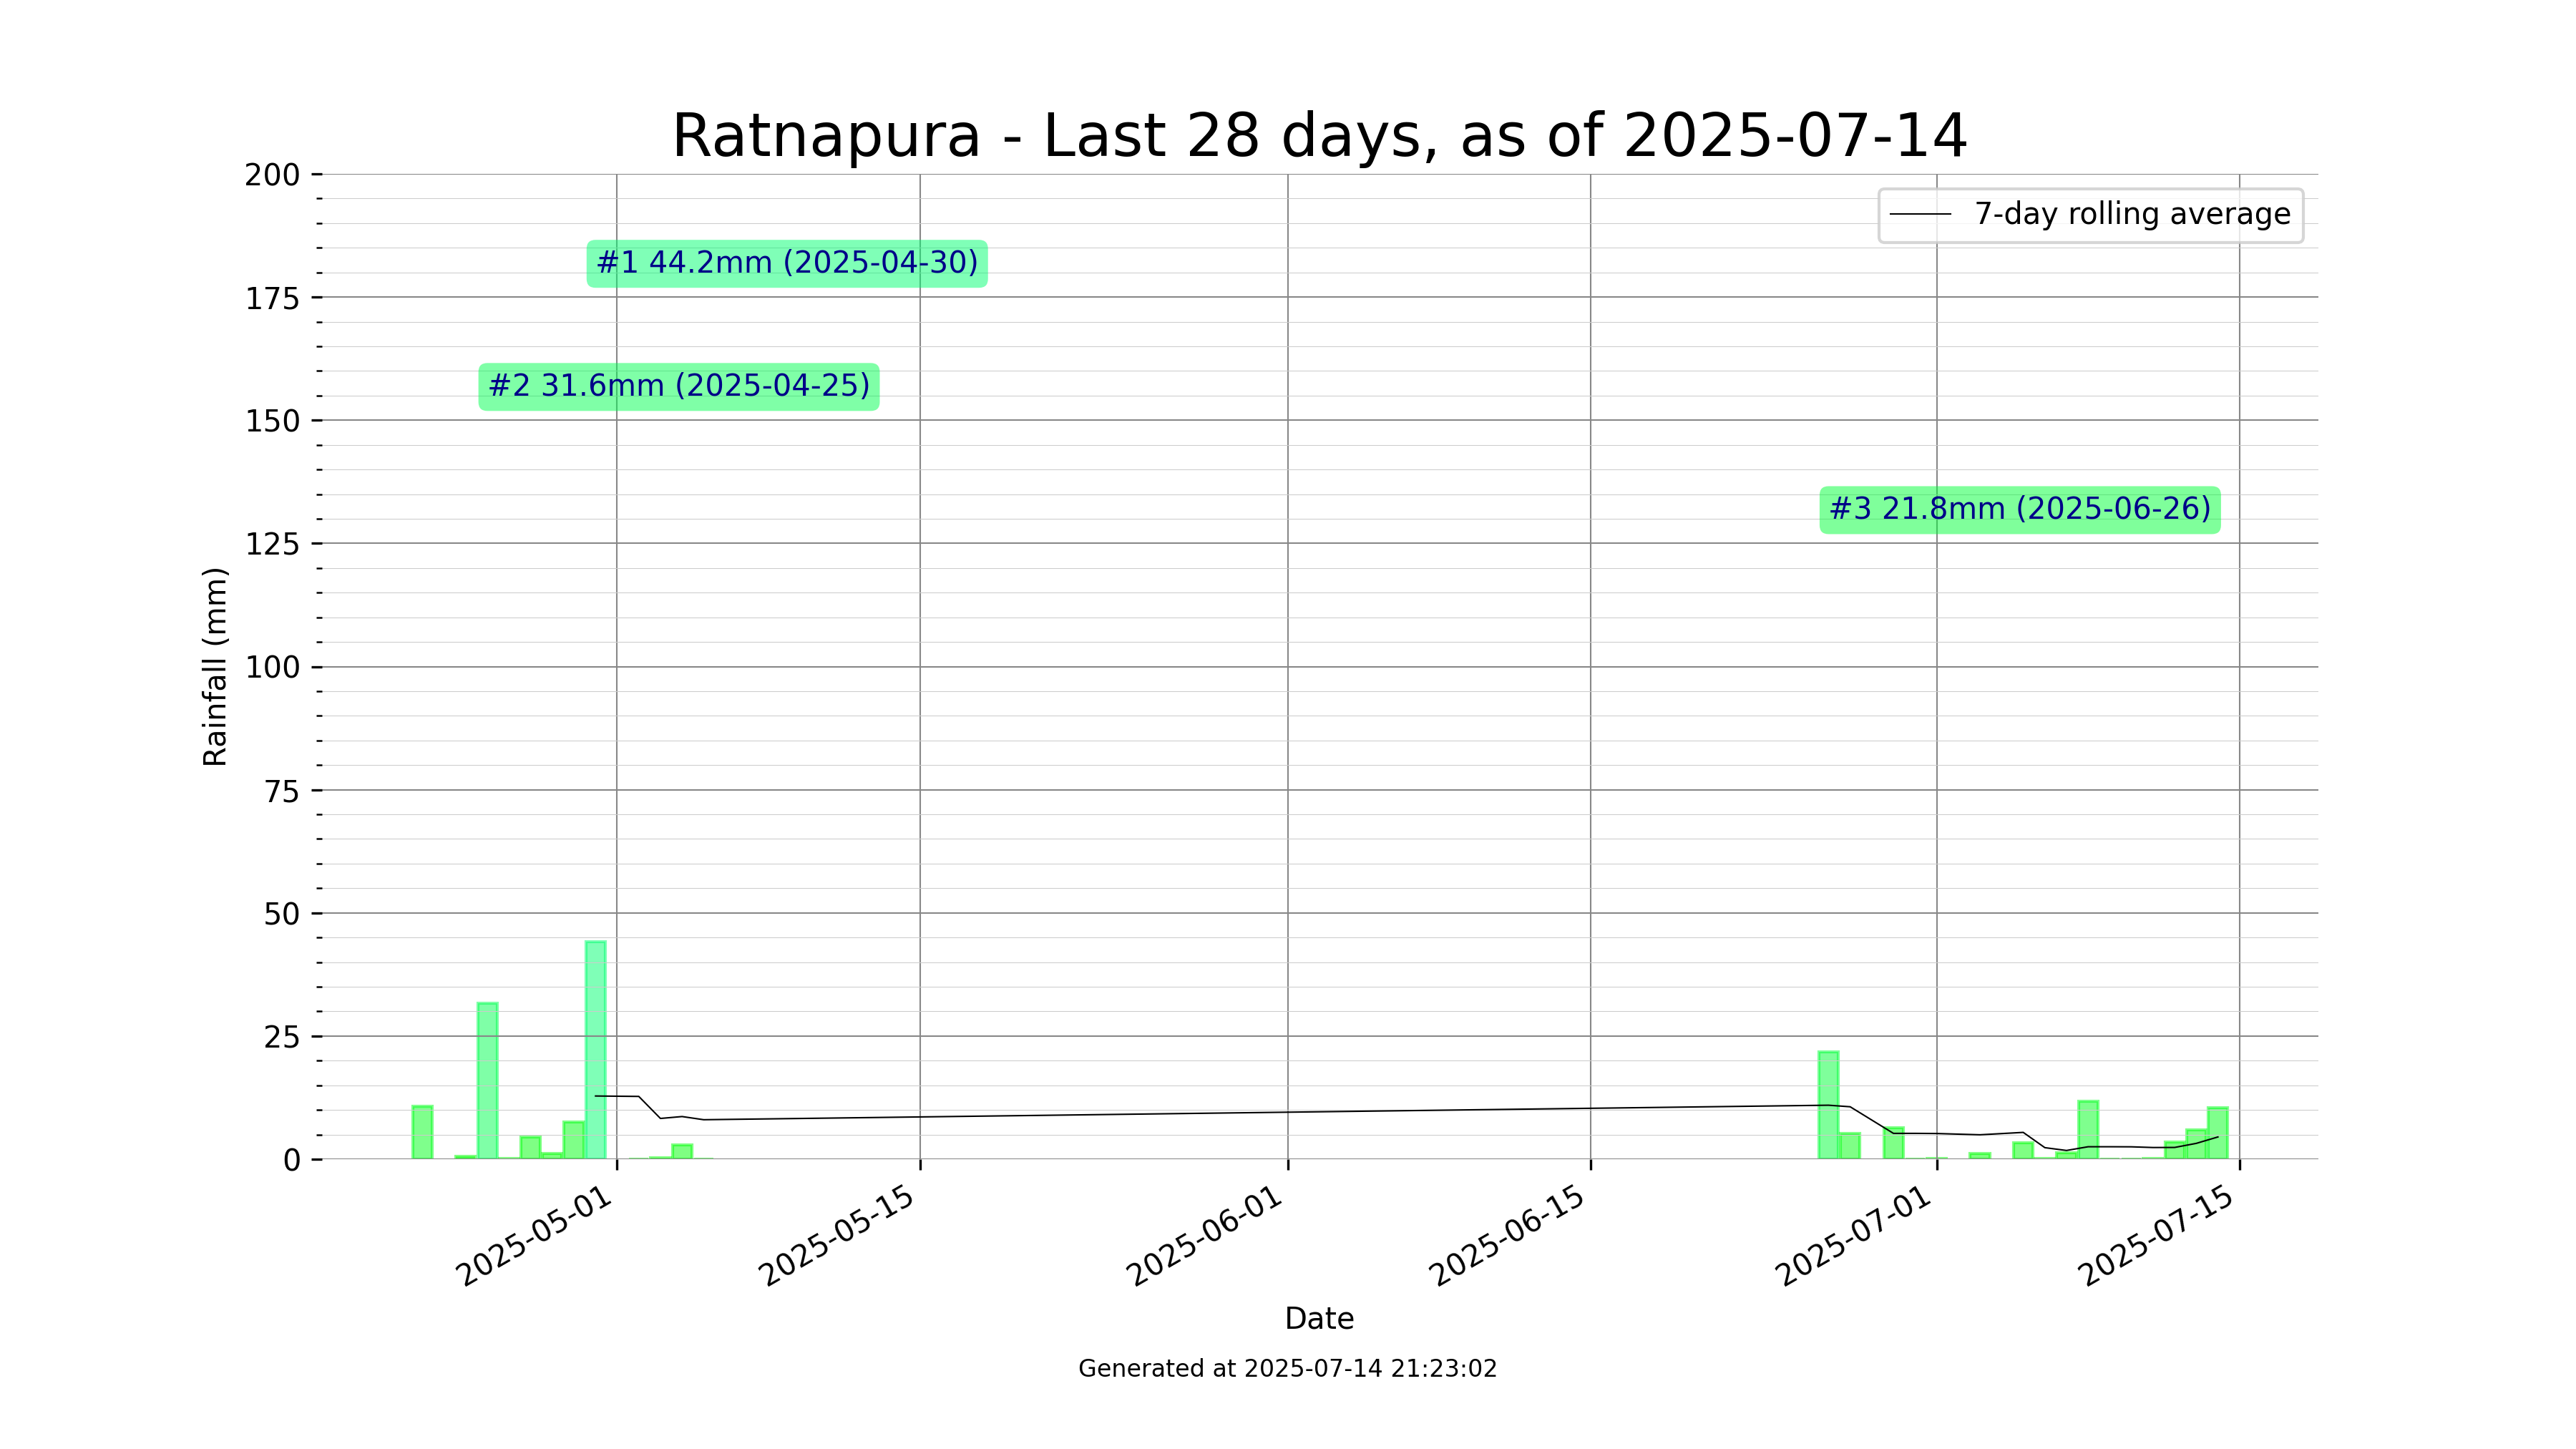 Ratnapura - Last 28 days, as of 2025-07-14
200
175
150
125
100
75
50
25
0
Rainfall (mm)
7-day rolling average
#1 44.2mm (2025-04-30)
#2 31.6mm (2025-04-25)
#3 21.8mm (2025-06-26)
2025-05-01
2025-05-15
2025-06-01
2025-06-15
2025-07-01
2025-07-15
Date
Generated at 2025-07-14 21:23:02